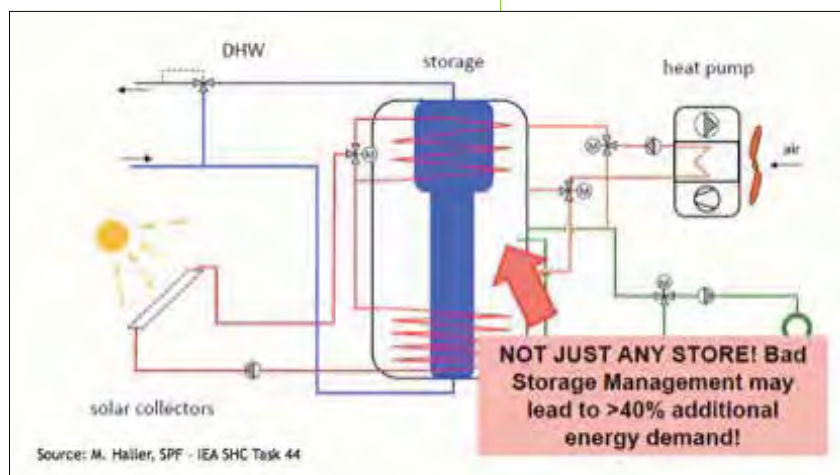 DHW
storage
heat pump
M
M
M
air
M
solar collectors
NOT JUST ANY STORE! Bad
Storage Management may
lead to >40% additional
energy demand!
Source: M. Haller, SPF - IEA SHC Task 44